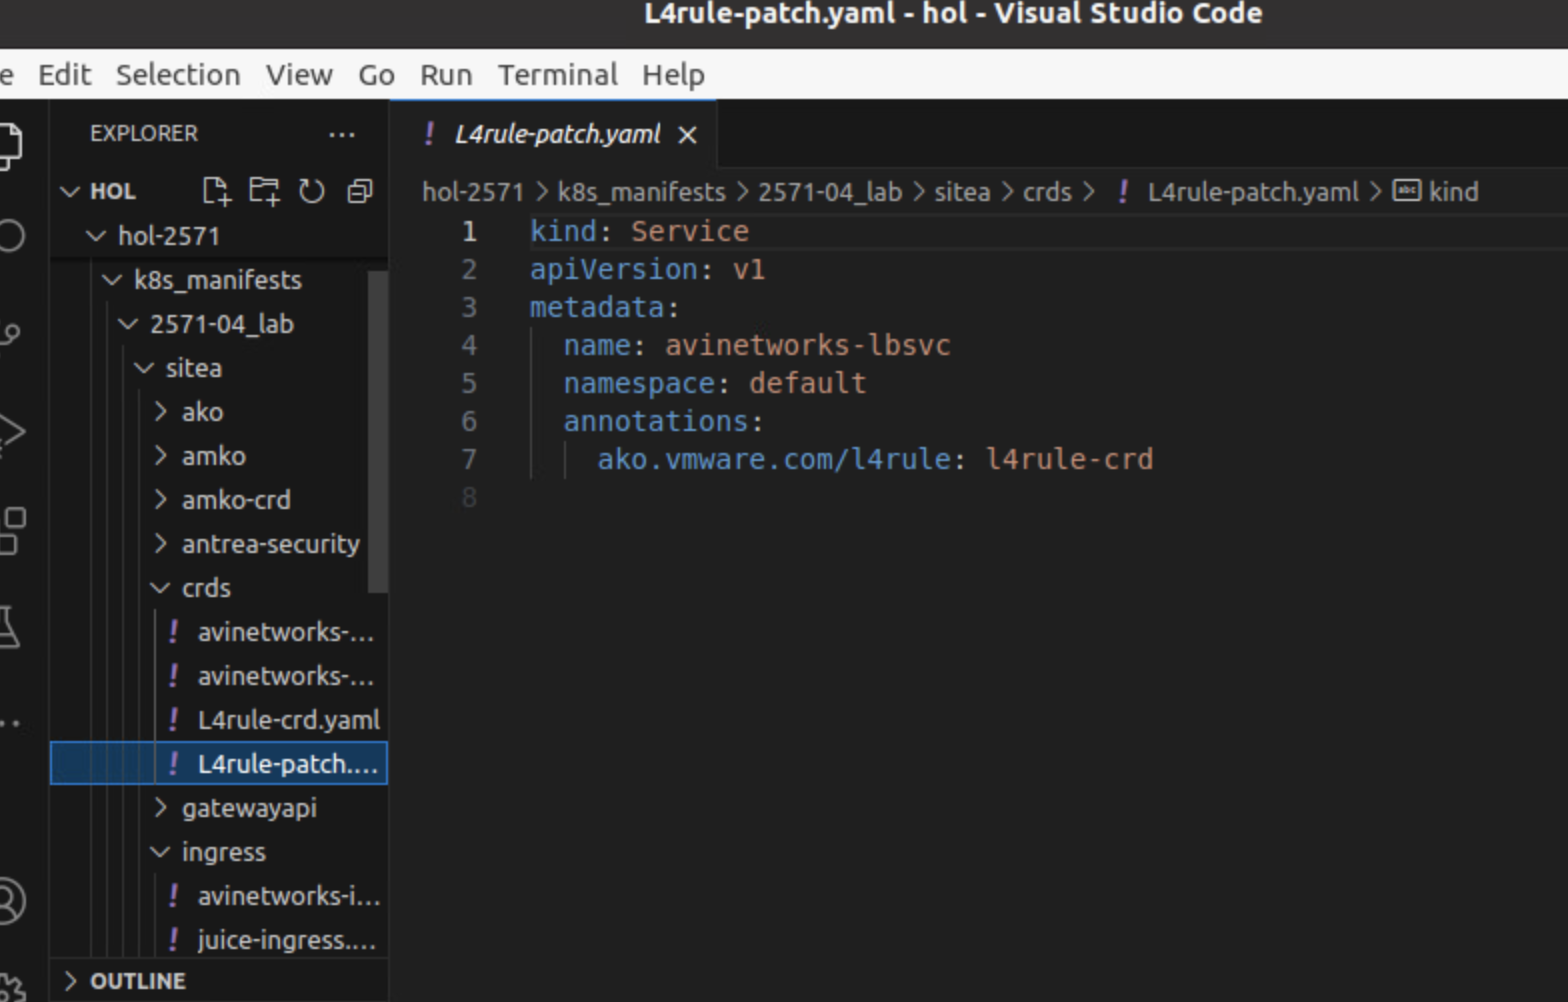 L4rule-patch.yaml - hol - Visual Studio Code
e Edit Selection View Go Run Terminal Help
EXPLORER ...
! L4rule-patch.yaml ×
HOL
hol-2571 > k8s_manifests > 2571-04_lab > sitea > crds > ! L4rule-patch.yaml > abc kind
hol-2571
k8s_manifests
2571-04_lab
sitea
ako
amko
amko-crd
antrea-security
crds
! avinetworks-...
! avinetworks-...
! L4rule-crd.yaml
! L4rule-patch....
gatewayapi
ingress
! avinetworks-i...
! juice-ingress....
OUTLINE
1 kind: Service
2 apiVersion: v1
3 metadata:
4 name: avinetworks-lbsvc
5 namespace: default
6 annotations:
7 ako.vmware.com/l4rule: l4rule-crd
8